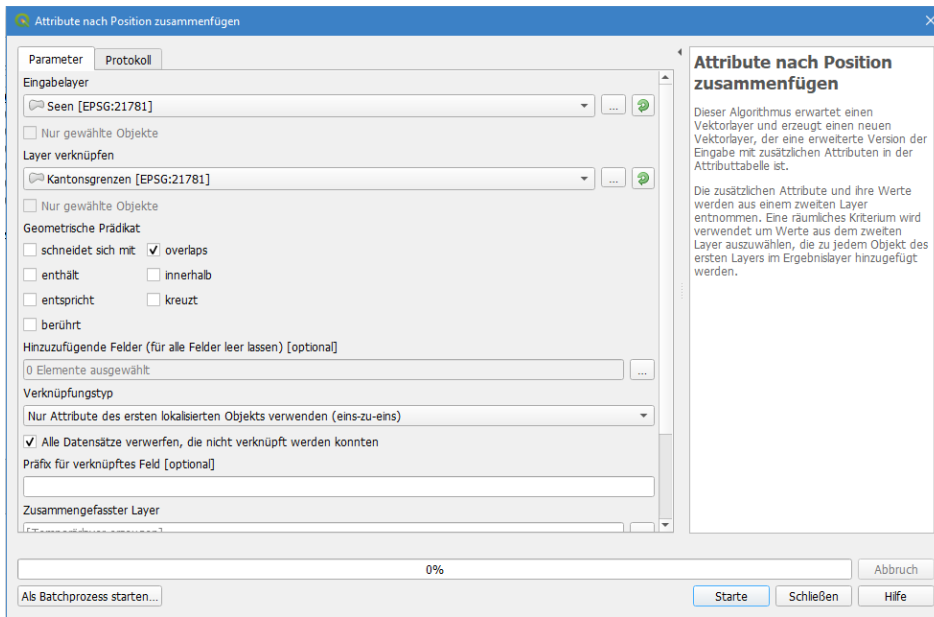 Attribute nach Position zusammenfügen
Parameter
Protokoll
Eingabelayer
Seen [EPSG:21781]
...
Nur gewählte Objekte
Layer verknüpfen
Kantonsgrenzen [EPSG:21781]
...
Nur gewählte Objekte
Geometrische Prädikat
schneidet sich mit
overlaps
enthält
innerhalb
entspricht
kreuzt
berührt
Hinzuzufügende Felder (für alle Felder leer lassen) [optional]
0 Elemente ausgewählt
...
Verknüpfungstyp
Nur Attribute des ersten lokalisierten Objekts verwenden (eins-zu-eins)
Alle Datensätze verwerfen, die nicht verknüpft werden konnten
Präfix für verknüpftes Feld [optional]
Zusammengefasster Layer
Attribute nach Position
zusammenfügen
Dieser Algorithmus erwartet einen
Vektorlayer und erzeugt einen neuen
Vektorlayer, der eine erweiterte Version der
Eingabe mit zusätzlichen Attributen in der
Attributtabelle ist.
Die zusätzlichen Attribute und ihre Werte
werden aus einem zweiten Layer
entnommen. Eine räumliches Kriterium wird
verwendet um Werte aus dem zweiten
Layer auszuwählen, die zu jedem Objekt des
ersten Layers im Ergebnislayer hinzugefügt
werden.
0%
Abbruch
Als Batchprozess starten...
Starte
Schließen
Hilfe